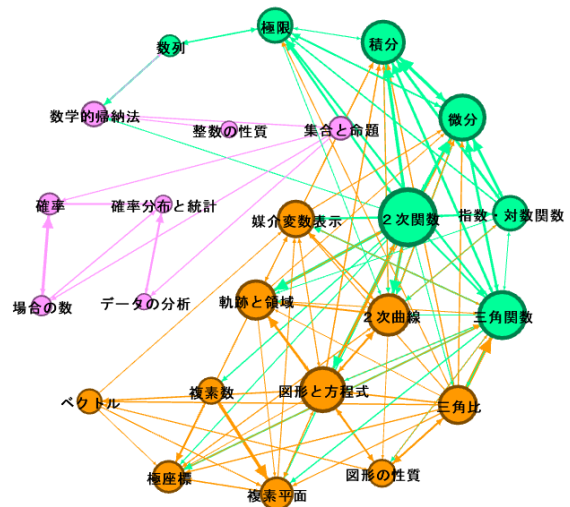 極限
数列
積分
数学的帰納法
微分
整数の性質
集合と命題
確率
確率分布と統計
媒介変数表示
２次関数
指数・対数関数
場合の数
データの分析
軌跡と領域
２次曲線
三角関数
ベクトル
複素数
図形と方程式
三角比
極座標
複素平面
図形の性質